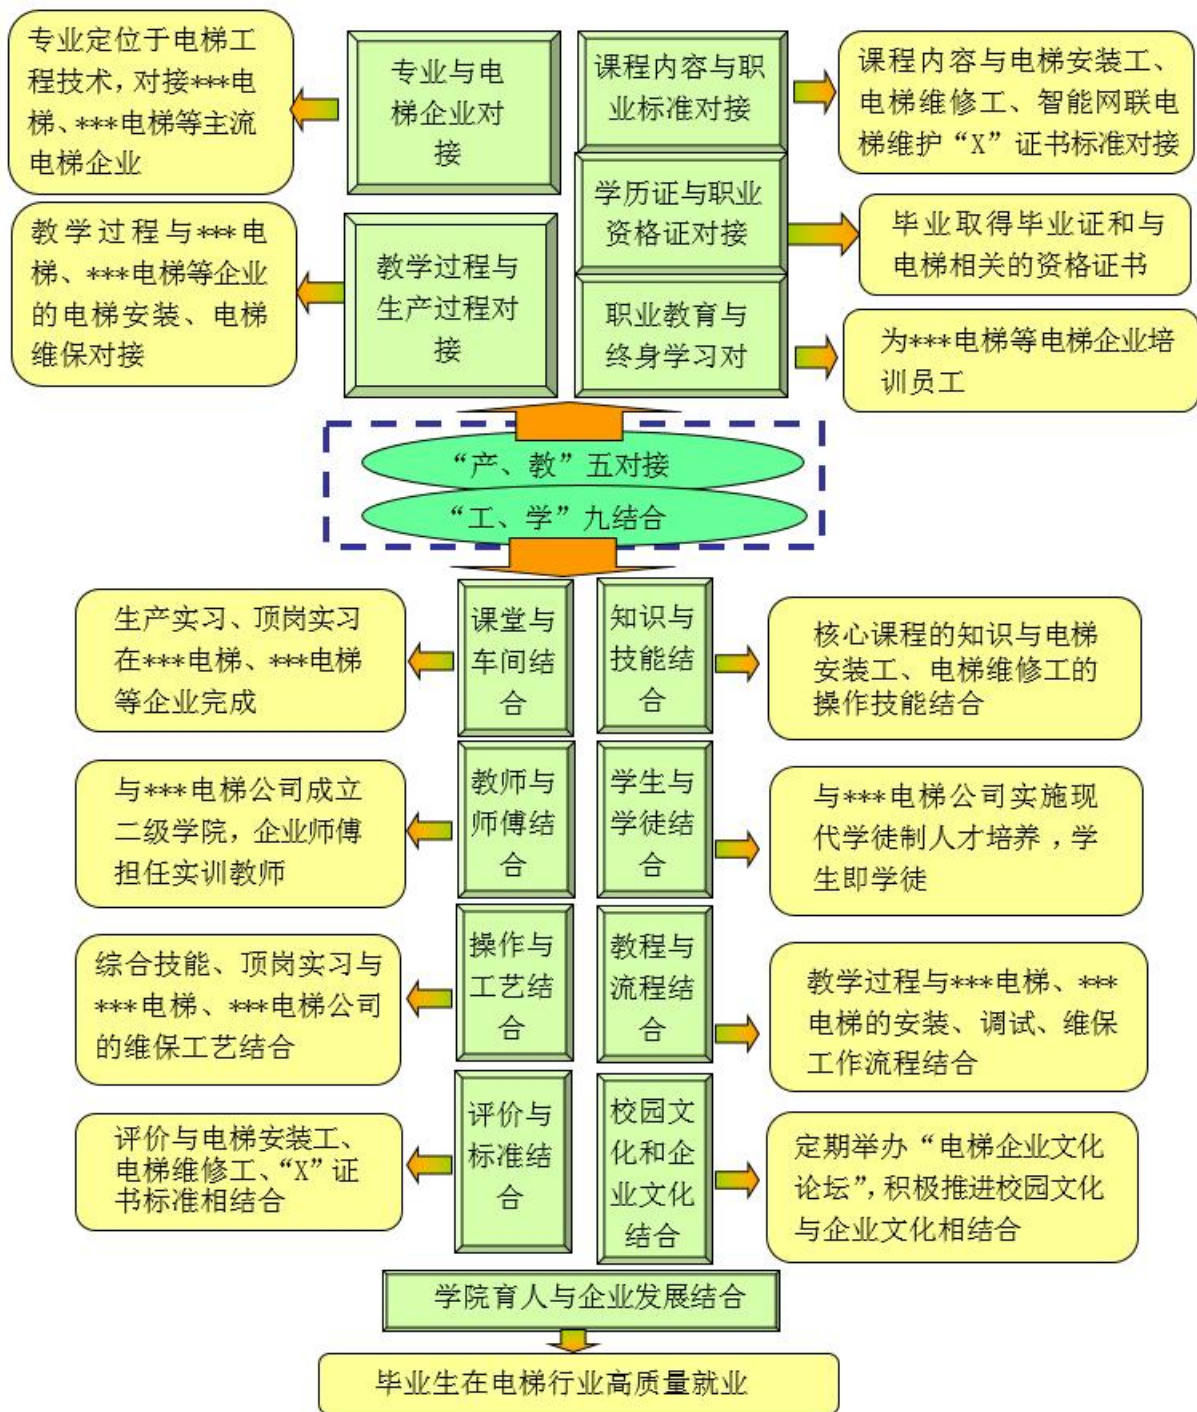 专业定位于电梯工
程技术，对接***电
梯、***电梯等主流
电梯企业
专业与电
梯企业对
接
课程内容与职
业标准对接
课程内容与电梯安装工、
电梯维修工、智能网联电
梯维护“X”证书标准对接
教学过程与***电
梯、***电梯等企业
的电梯安装、电梯
维保对接
教学过程与
生产过程对
接
学历证与职业
资格证对接
毕业取得毕业证和与
电梯相关的资格证书
职业教育与
终身学习对
为***电梯等电梯企业培
训员工
“产、教”五对接
“工、学”九结合
生产实习、顶岗实习
在***电梯、***电梯
等企业完成
课堂与
车间结
合
知识与
技能结
合
核心课程的知识与电梯
安装工、电梯维修工的
操作技能结合
与***电梯公司成立
二级学院，企业师傅
担任实训教师
教师与
师傅结
合
学生与
学徒结
合
与***电梯公司实施现
代学徒制人才培养，学
生即学徒
综合技能、顶岗实习与
***电梯、***电梯公司
的维保工艺结合
操作与
工艺结
合
教程与
流程结
合
教学过程与***电梯、***
电梯的安装、调试、维保
工作流程结合
评价与电梯安装工、
电梯维修工、“X”证
书标准相结合
评价与
标准结
合
校园文
化和企
业文化
结合
定期举办“电梯企业文化
论坛”，积极推进校园文化
与企业文化相结合
学院育人与企业发展结合
毕业生在电梯行业高质量就业